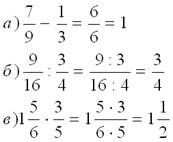 а) 7/9 − 1/3 = 6/6 = 1
б) 9/16 : 3/4 = 9 : 3/16 : 4 = 3/4
в) 1 5/6 · 3/5 = 1 5 · 3/6 · 5 = 1 1/2